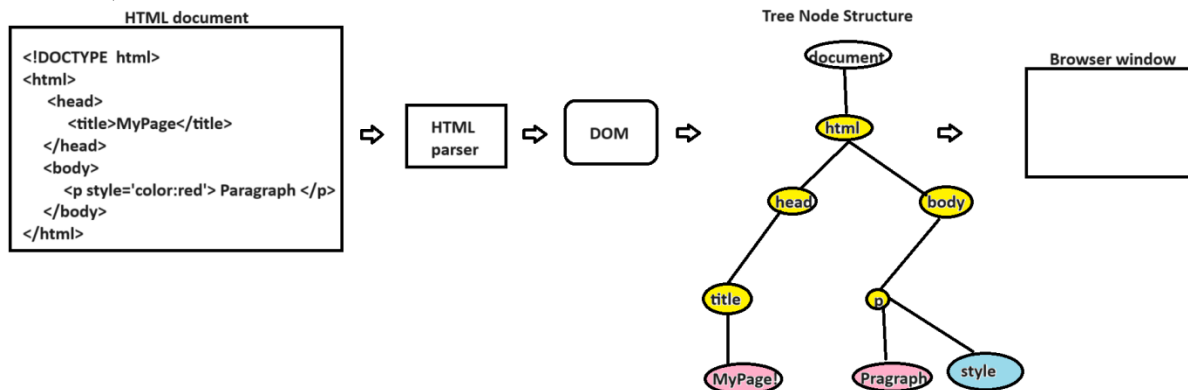 HTML document
<!DOCTYPE html>
<html>
<head>
<title>MyPage</title>
</head>
<body>
<p style='color:red'> Paragraph </p>
</body>
</html>
HTML
parser
DOM
Tree Node Structure
document
html
head
body
title
p
MyPage!
Pragraph
style
Browser window